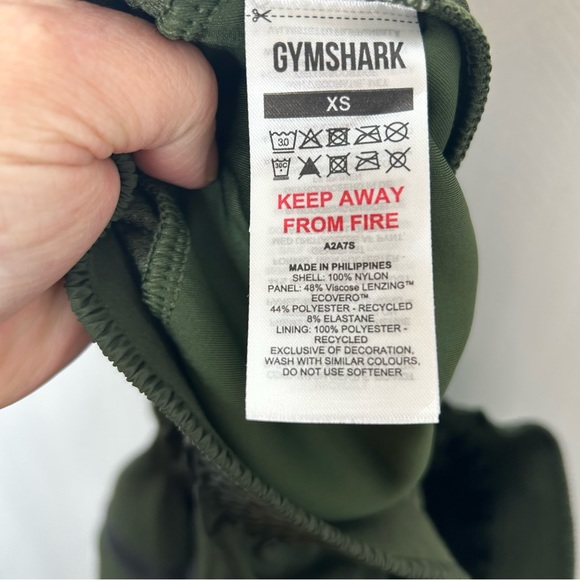 GYMSHARK
XS
30
30C
KEEP AWAY
FROM FIRE
A2A7S
MADE IN PHILIPPINES
SHELL: 100% NYLON
PANEL: 48% Viscose LENZING™
ECOVERO™
44% POLYESTER - RECYCLED
8% ELASTANE
LINING: 100% POLYESTER -
RECYCLED
EXCLUSIVE OF DECORATION,
WASH WITH SIMILAR COLOURS,
DO NOT USE SOFTENER